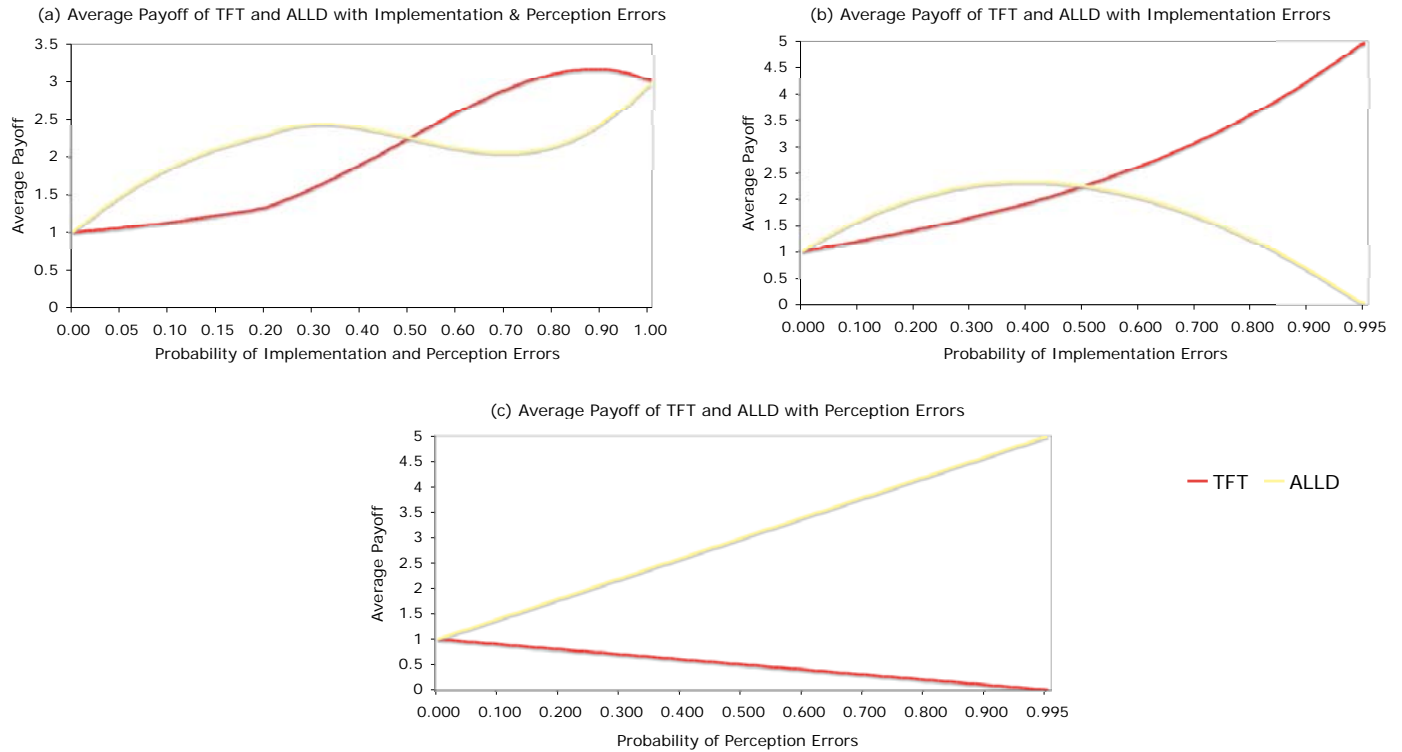 (a) Average Payoff of TFT and ALLD with Implementation & Perception Errors
3.5
3
2.5
2
1.5
1
0.5
0
Average Payoff
0.00 0.05 0.10 0.15 0.20 0.30 0.40 0.50 0.60 0.70 0.80 0.90 1.00
Probability of Implementation and Perception Errors
(b) Average Payoff of TFT and ALLD with Implementation Errors
5
4.5
4
3.5
3
2.5
2
1.5
1
0.5
0
Average Payoff
0.000 0.100 0.200 0.300 0.400 0.500 0.600 0.700 0.800 0.900 0.995
Probability of Implementation Errors
(c) Average Payoff of TFT and ALLD with Perception Errors
5
4.5
4
3.5
3
2.5
2
1.5
1
0.5
0
Average Payoff
0.000 0.100 0.200 0.300 0.400 0.500 0.600 0.700 0.800 0.900 0.995
Probability of Perception Errors
TFT ALLD